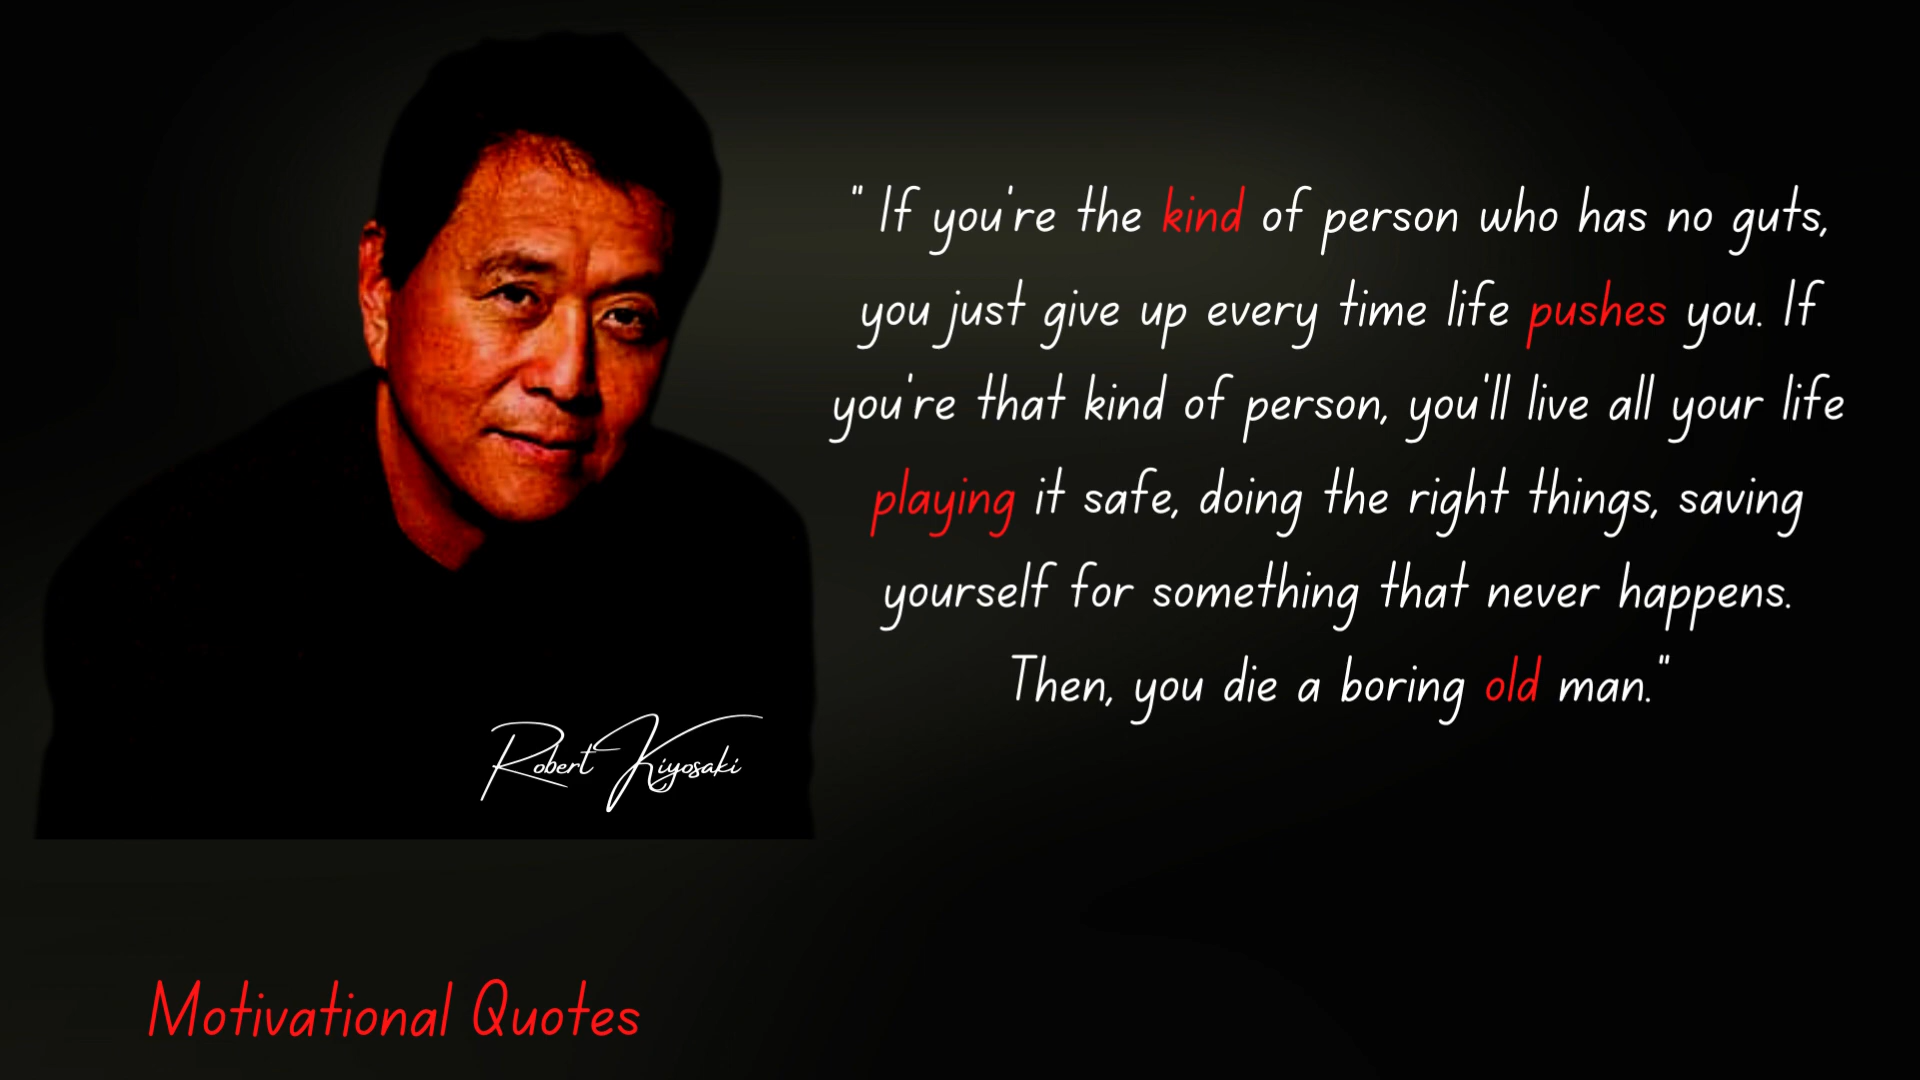 " If you're the kind of person who has no guts,
you just give up every time life pushes you. If
you're that kind of person, you'll live all your life
playing it safe, doing the right things, saving
yourself for something that never happens.
Then, you die a boring old man."
Robert Kiyosaki
Motivational Quotes